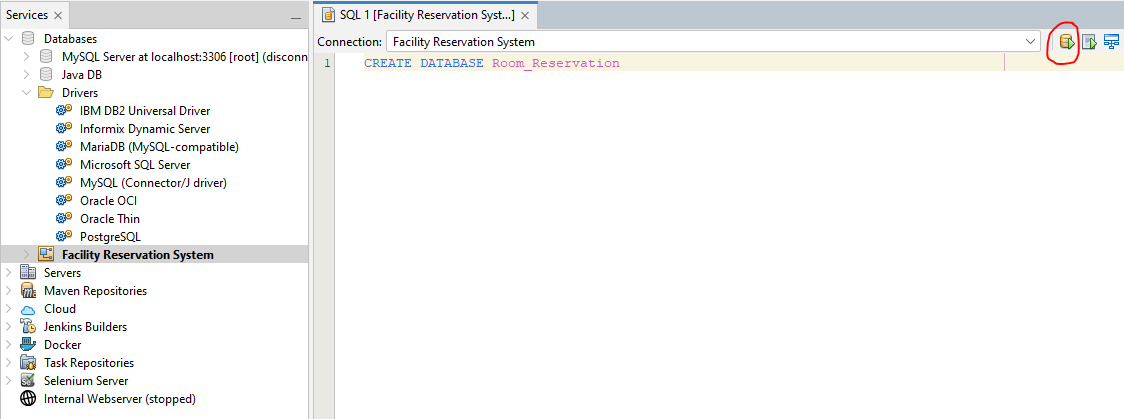 Services
Databases
MySQL Server at localhost:3306 [root] (disconn
Java DB
Drivers
IBM DB2 Universal Driver
Informix Dynamic Server
MariaDB (MySQL-compatible)
Microsoft SQL Server
MySQL (Connector/J driver)
Oracle OCI
Oracle Thin
PostgreSQL
Facility Reservation System
Servers
Maven Repositories
Cloud
Jenkins Builders
Docker
Task Repositories
Selenium Server
Internal Webserver (stopped)
SQL 1 [Facility Reservation Syst...]
Connection: Facility Reservation System
1 CREATE DATABASE Room_Reservation